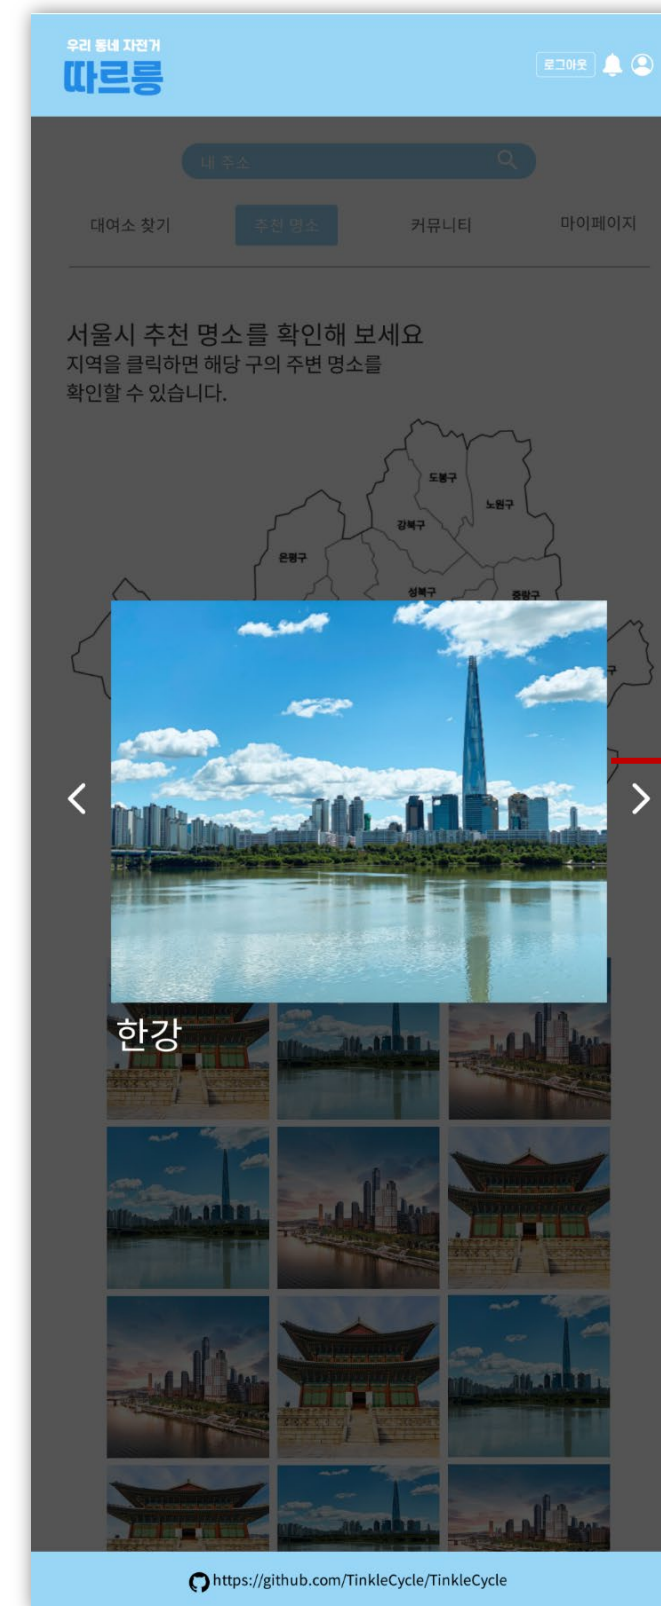 우리 동네 자전거
따르릉
로그아웃
내 주소
대여소 찾기
추천 명소
커뮤니티
마이페이지
서울시 추천 명소를 확인해 보세요
지역을 클릭하면 해당 구의 주변 명소를
확인할 수 있습니다.
도봉구
노원구
강북구
은평구
성북구
중랑구
구
한강
https://github.com/TinkleCycle/TinkleCycle